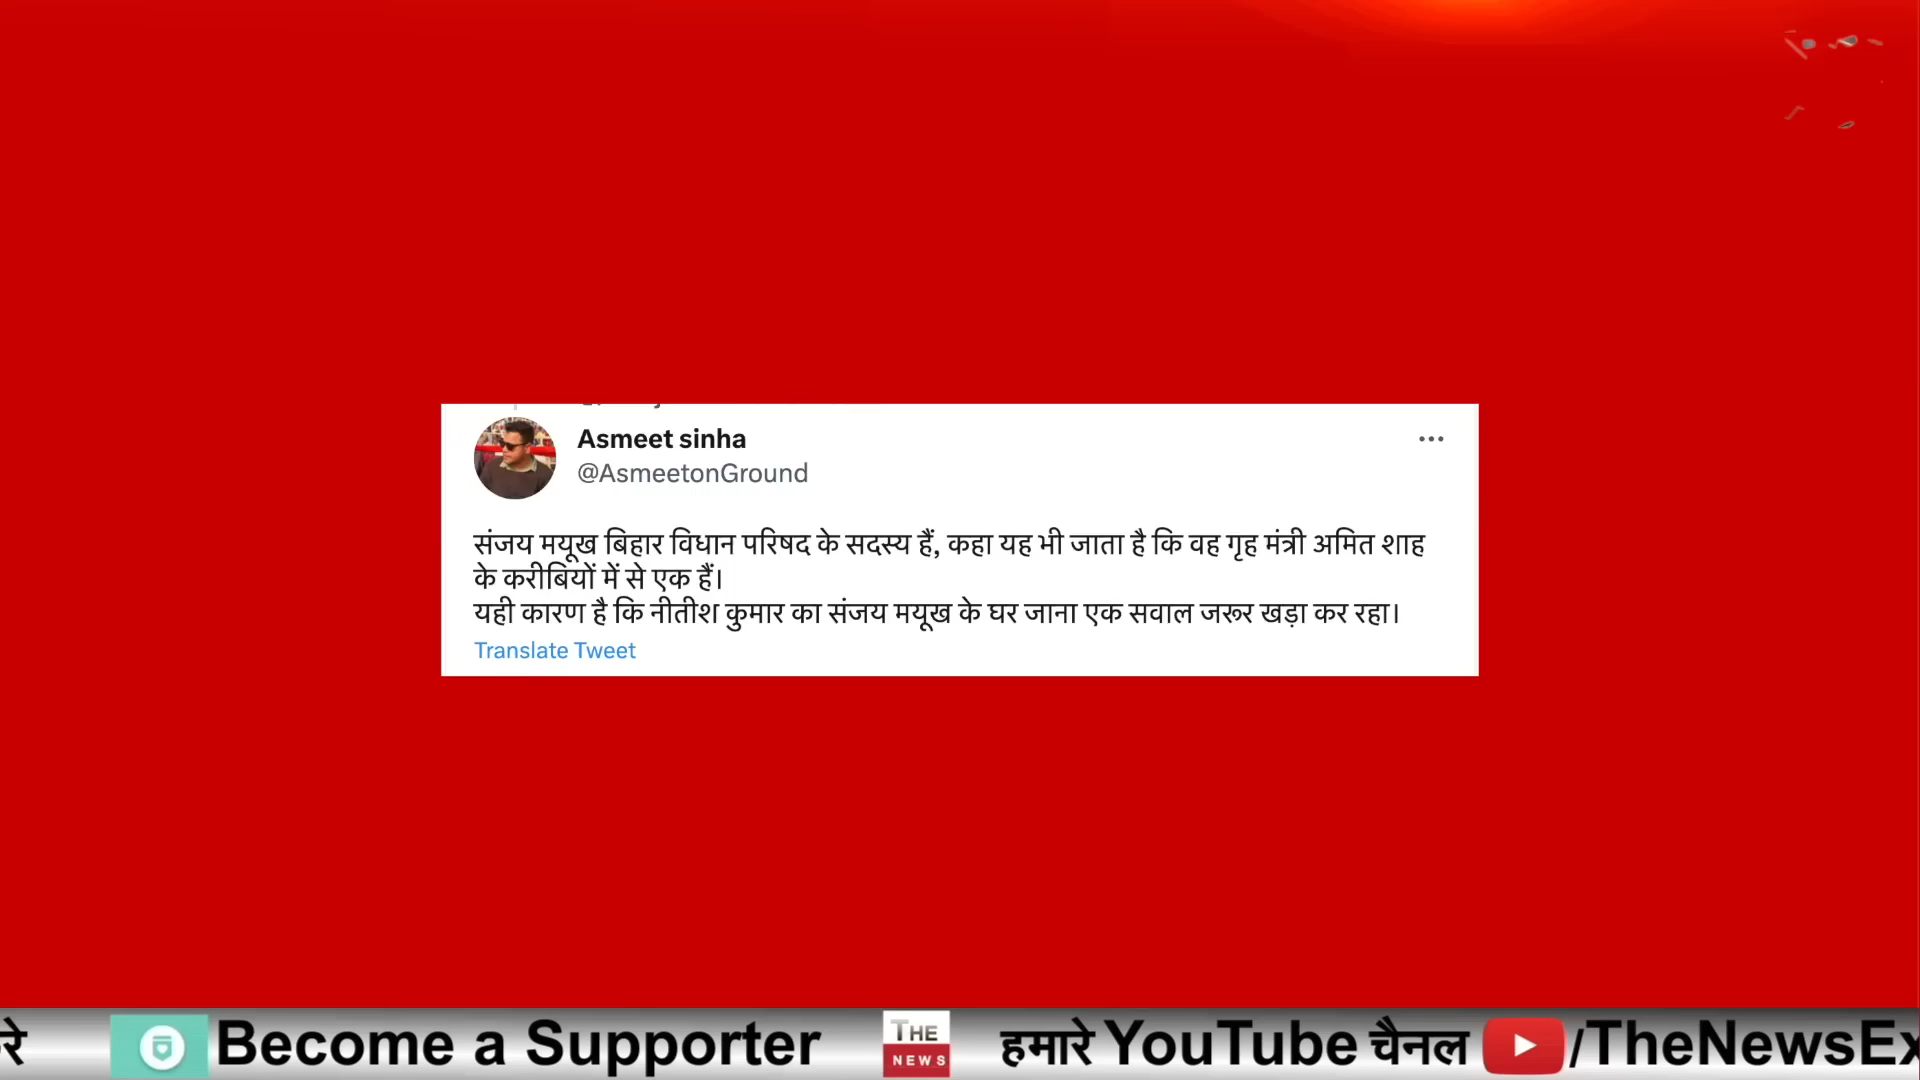 Asmeet sinha
@AsmeetonGround
संजय मयूख बिहार विधान परिषद के सदस्य हैं, कहा यह भी जाता है कि वह गृह मंत्री अमित शाह
के करीबियों में से एक हैं।
यही कारण है कि नीतीश कुमार का संजय मयूख के घर जाना एक सवाल जरूर खड़ा कर रहा।
Translate Tweet
रे Become a Supporter THE NEWS हमारे YouTube चैनल /TheNewsEx